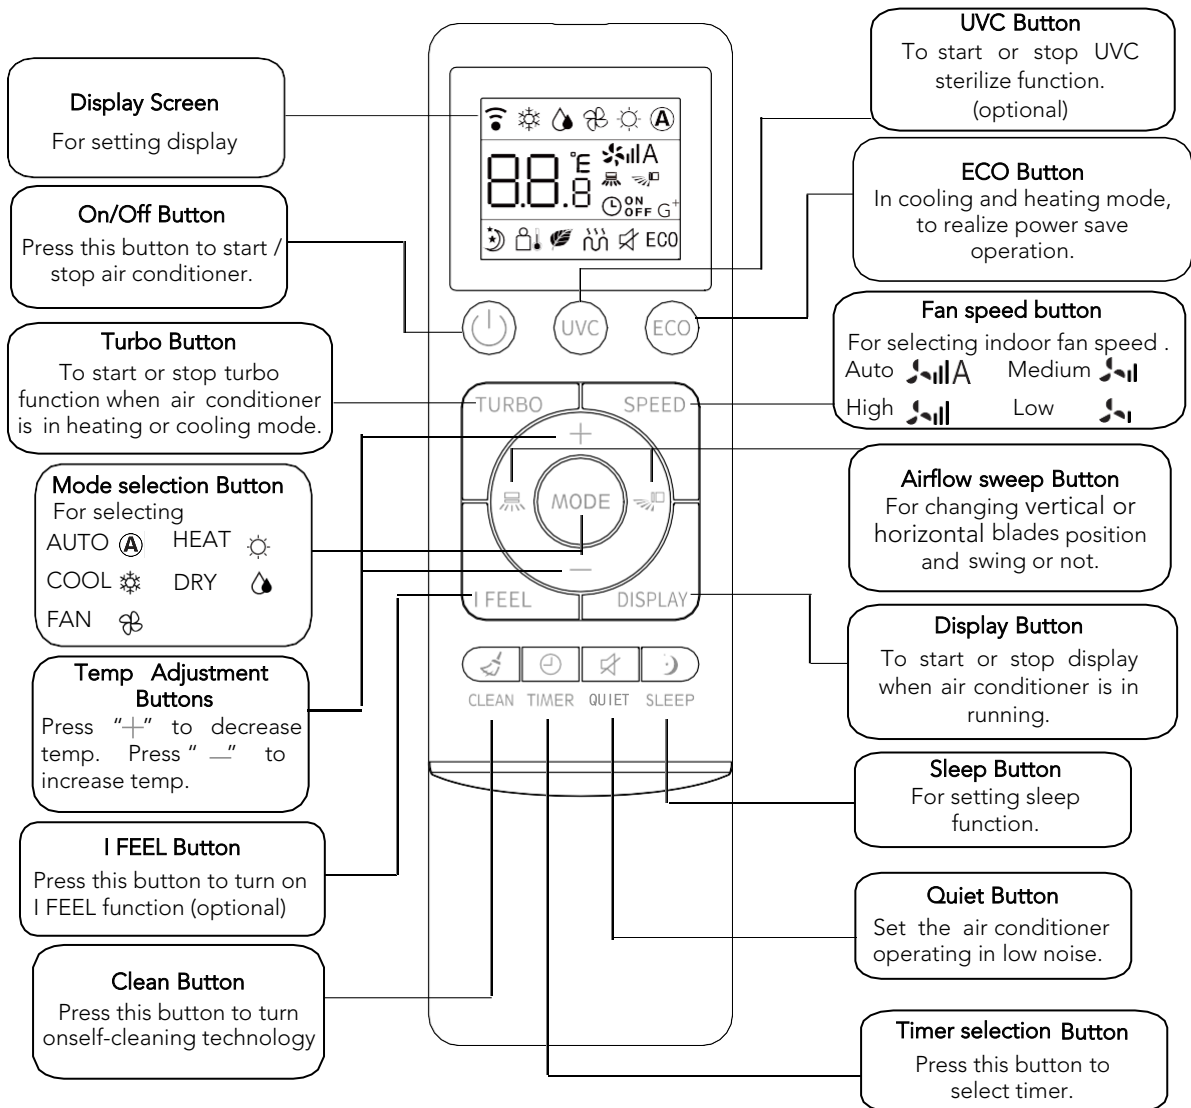 Display Screen
For setting display
On/Off Button
Press this button to start /
stop air conditioner.
Turbo Button
To start or stop turbo
function when air conditioner
is in heating or cooling mode.
Mode selection Button
For selecting
AUTO A HEAT
COOL DRY
FAN
Temp Adjustment
Buttons
Press "+" to decrease
temp. Press " —" to
increase temp.
I FEEL Button
Press this button to turn on
I FEEL function (optional)
Clean Button
Press this button to turn
onself-cleaning technology
A
88.8 °E A
ON
OFF G+
ECO
UVC
ECO
TURBO
SPEED
+
MODE
—
I FEEL
DISPLAY
CLEAN TIMER QUIET SLEEP
UVC Button
To start or stop UVC
sterilize function.
(optional)
ECO Button
In cooling and heating mode,
to realize power save
operation.
Fan speed button
For selecting indoor fan speed .
Auto A Medium
High Low
Airflow sweep Button
For changing vertical or
horizontal blades position
and swing or not.
Display Button
To start or stop display
when air conditioner is in
running.
Sleep Button
For setting sleep
function.
Quiet Button
Set the air conditioner
operating in low noise.
Timer selection Button
Press this button to
select timer.